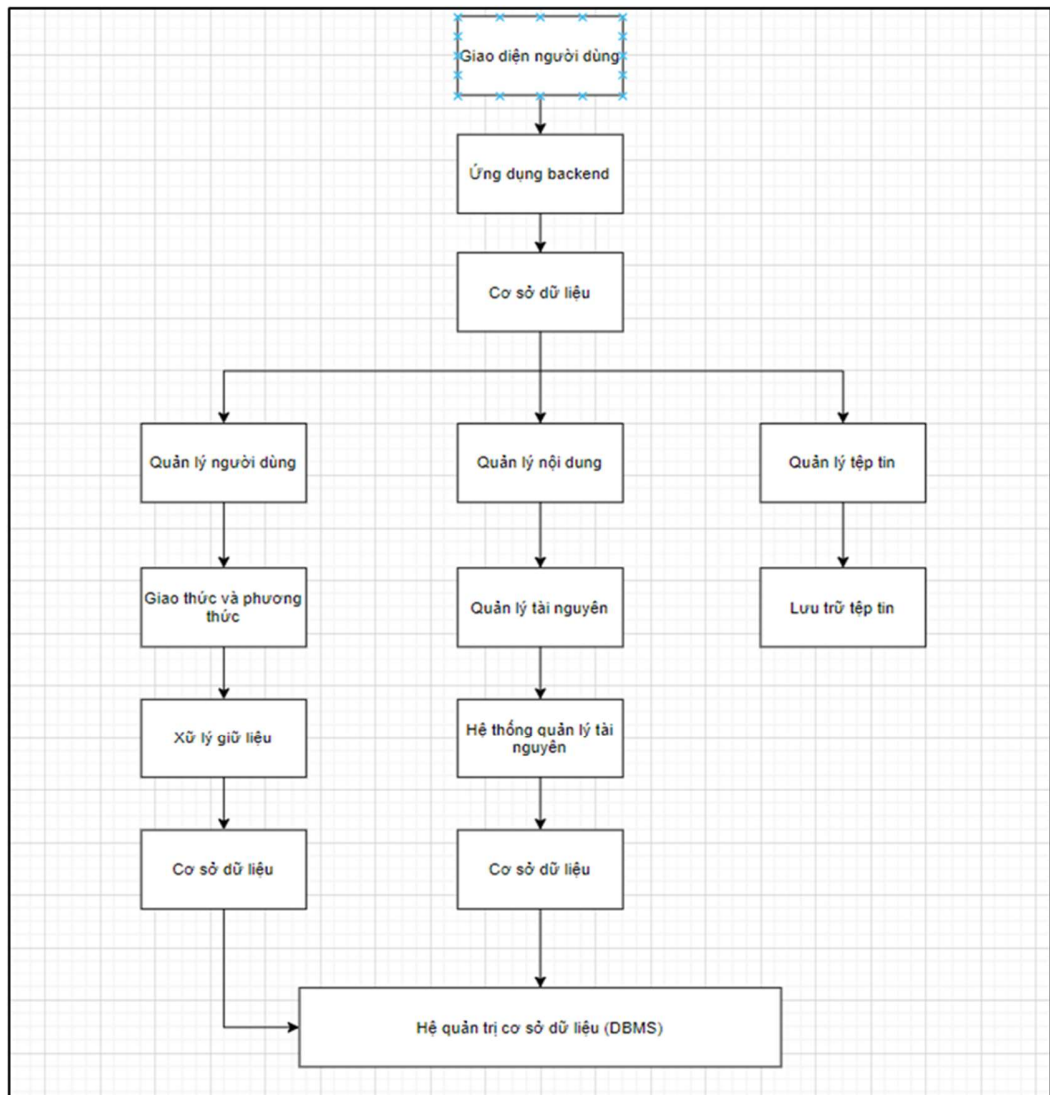 Giao diện người dùng
Ứng dụng backend
Cơ sở dữ liệu
Quản lý người dùng
Quản lý nội dung
Quản lý tệp tin
Giao thức và phương
thức
Quản lý tài nguyên
Lưu trữ tệp tin
Xữ lý giữ liệu
Hệ thống quản lý tài
nguyên
Cơ sở dữ liệu
Cơ sở dữ liệu
Hệ quản trị cơ sở dữ liệu (DBMS)